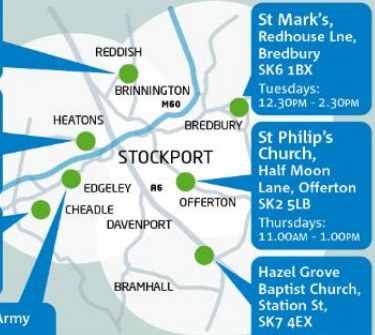 St Mark's,
Redhouse Lne,
Bredbury
SK6 1BX
Tuesdays:
12.30PM - 2.30PM
REDDISH
BRINNINGTON
M60
HEATONS
BREDBURY
STOCKPORT
EDGELEY
A6
CHEADLE
OFFERTON
DAVENPORT
BRAMHALL
St Philip's
Church,
Half Moon
Lane, Offerton
SK2 5LB
Thursdays:
11.00AM - 1.00PM
Hazel Grove
Baptist Church,
Station St,
SK7 4EX
Army